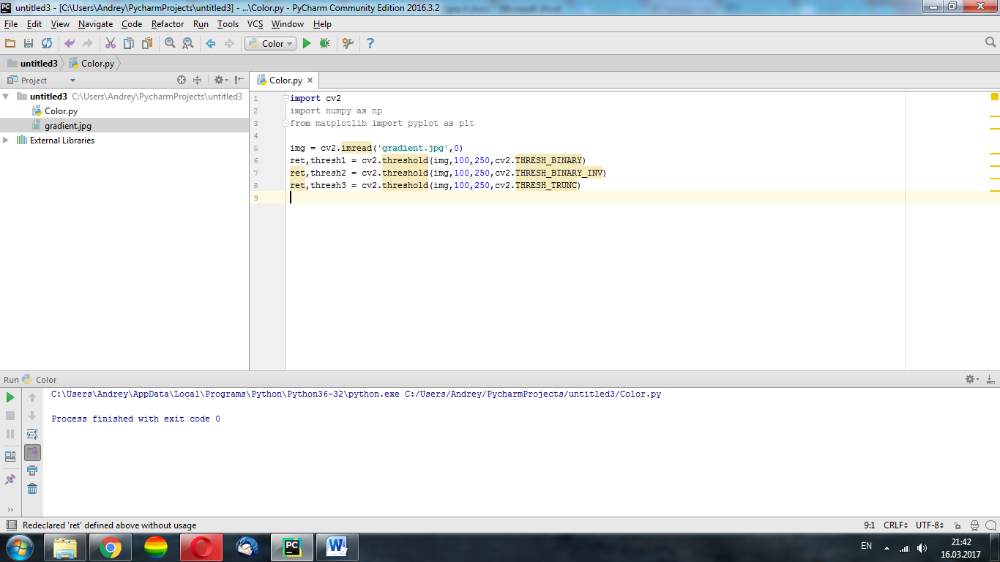 untitled3 - [C:\Users\Andrey\PycharmProjects\untitled3] - ...\Color.py - PyCharm Community Edition 2016.3.2
File Edit View Navigate Code Refactor Run Tools VCS Window Help
Color
untitled3 Color.py
Project
Color.py
untitled3 C:\Users\Andrey\PycharmProjects\untitled3
Color.py
gradient.jpg
External Libraries
1 import cv2
2 import numpy as np
3 from matplotlib import pyplot as plt
4
5 img = cv2.imread('gradient.jpg',0)
6 ret,thresh1 = cv2.threshold(img,100,250,cv2.THRESH_BINARY)
7 ret,thresh2 = cv2.threshold(img,100,250,cv2.THRESH_BINARY_INV)
8 ret,thresh3 = cv2.threshold(img,100,250,cv2.THRESH_TRUNC)
9
Run Color
C:\Users\Andrey\AppData\Local\Programs\Python\Python36-32\python.exe C:/Users/Andrey/PycharmProjects/untitled3/Color.py
Process finished with exit code 0
Redeclared 'ret' defined above without usage
9:1 CRLF UTF-8
EN
21:42
16.03.2017